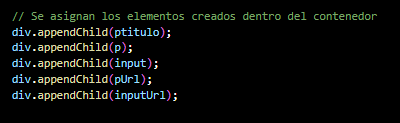 // Se asignan los elementos creados dentro del contenedor
div.appendChild(ptitulo);
div.appendChild(p);
div.appendChild(input);
div.appendChild(pUrl);
div.appendChild(inputUrl);